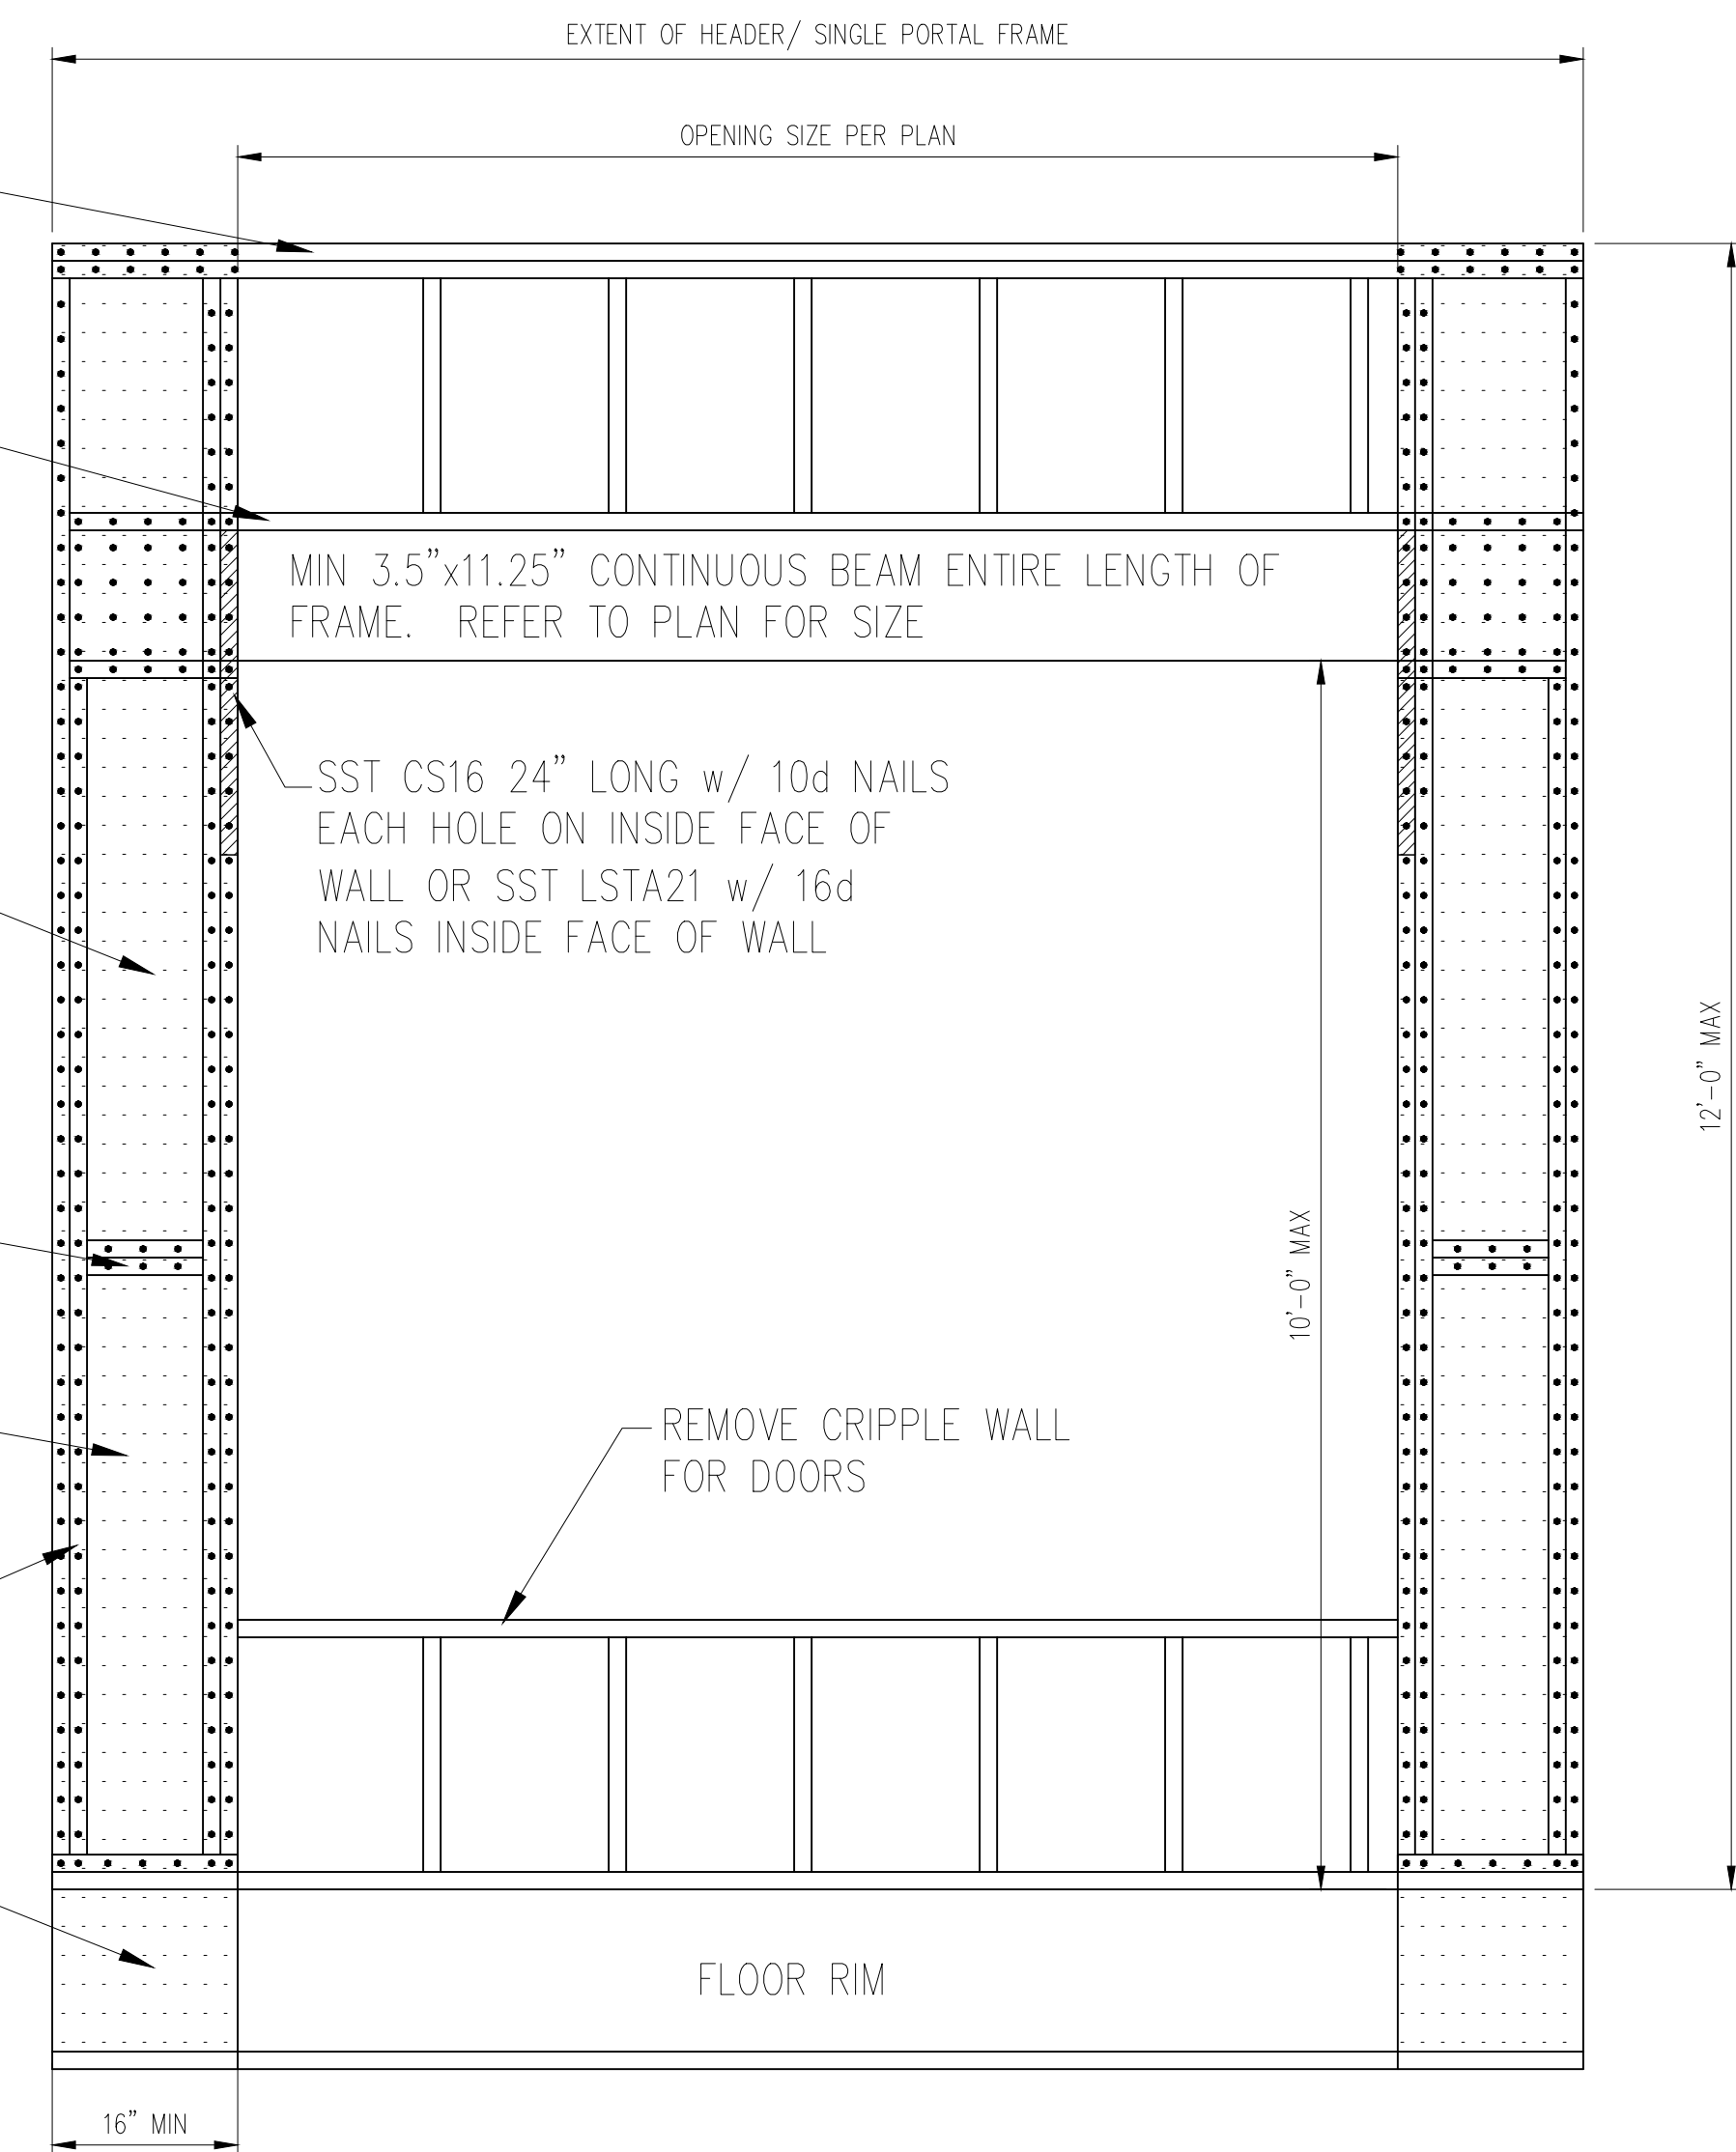 EXTENT OF HEADER/ SINGLE PORTAL FRAME
OPENING SIZE PER PLAN
MIN 3.5”x11.25” CONTINUOUS BEAM ENTIRE LENGTH OF
FRAME. REFER TO PLAN FOR SIZE
SST CS16 24” LONG w/ 10d NAILS
EACH HOLE ON INSIDE FACE OF
WALL OR SST LSTA21 w/ 16d
NAILS INSIDE FACE OF WALL
12’-0” MAX
10’-0” MAX
REMOVE CRIPPLE WALL
FOR DOORS
FLOOR RIM
16” MIN